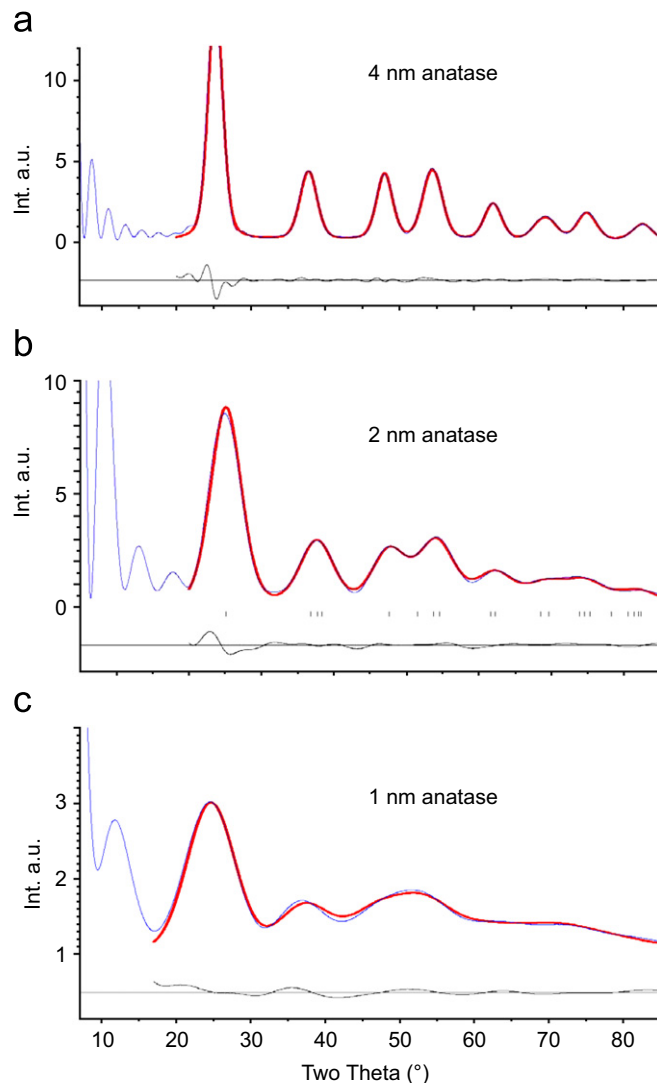 a
4 nm anatase
10
5
0
Int. a.u.
b
2 nm anatase
10
5
0
Int. a.u.
c
1 nm anatase
3
2
1
Int. a.u.
10 20 30 40 50 60 70 80
Two Theta (°)